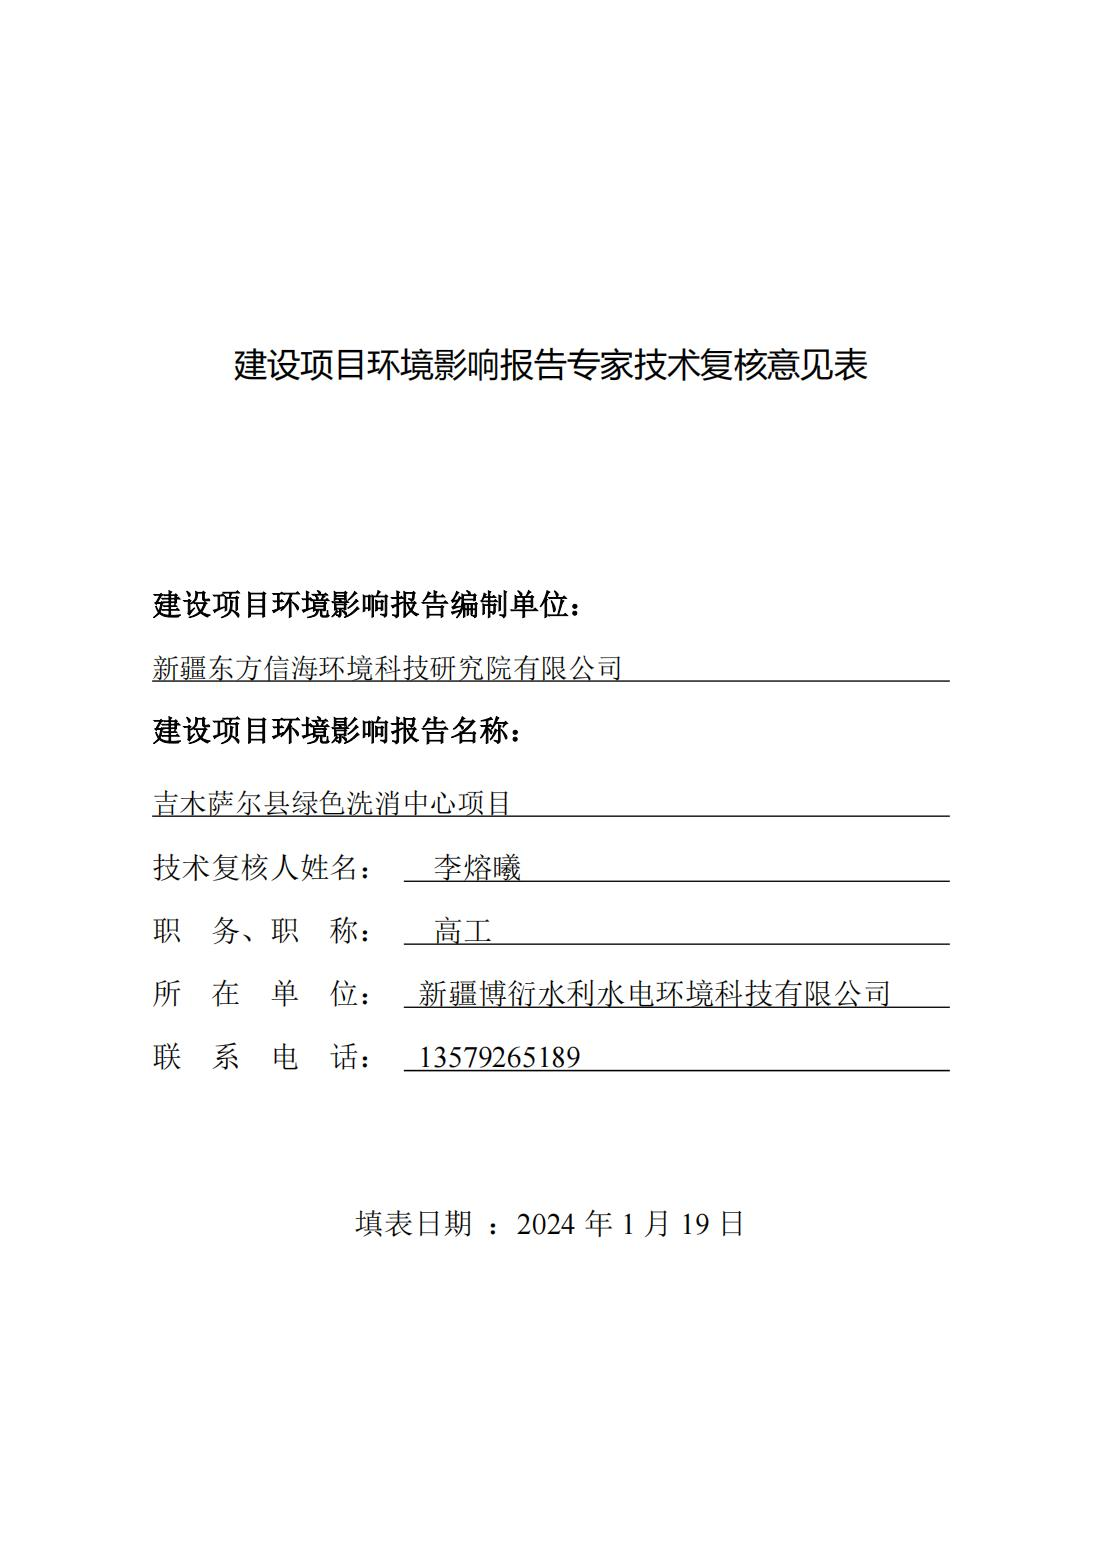 建设项目环境影响报告专家技术复核意见表
建设项目环境影响报告编制单位：
新疆东方信海环境科技研究院有限公司
建设项目环境影响报告名称：
吉木萨尔县绿色洗消中心项目
技术复核人姓名： 李熔曦
职 务、职 称： 高工
所 在 单 位： 新疆博衍水利水电环境科技有限公司
联 系 电 话： 13579265189
填表日期 ：2024 年 1 月 19 日